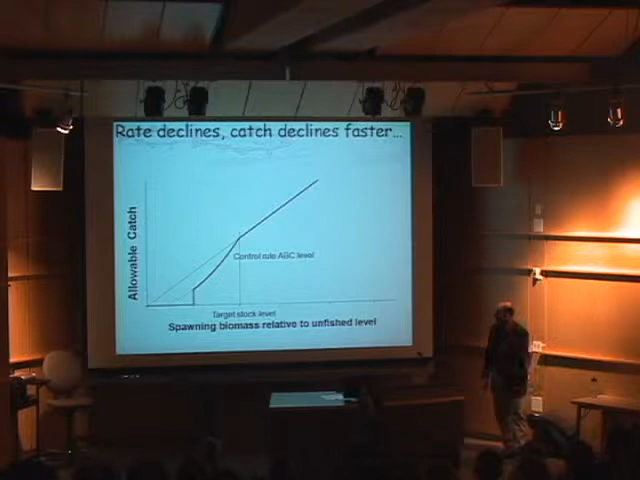 Rate declines, catch declines faster...
Allowable Catch
Control rule ABC level
Target stock level
Spawning biomass relative to unfished level